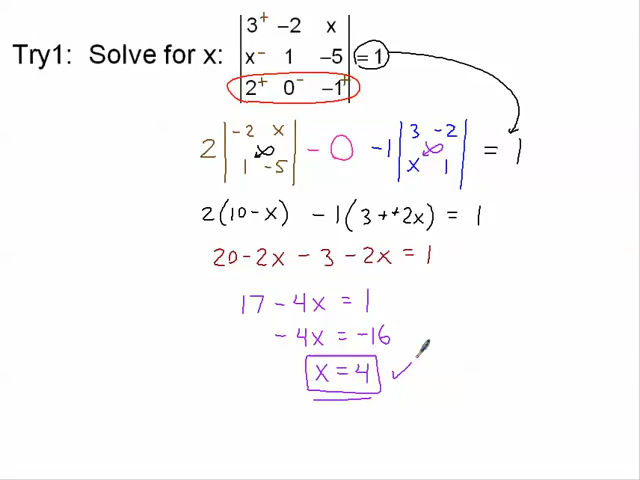 3+ -2 x
Try1: Solve for x: x- 1 -5 = 1
2+ 0- -1+
2 | -2 x | - 0 -1 | 3 -2 | = 1
| 1 -5 | | x 1 |
2(10-x) -1(3++2x) = 1
20-2x - 3 - 2x = 1
17 - 4x = 1
- 4x = -16
x = 4 ✓